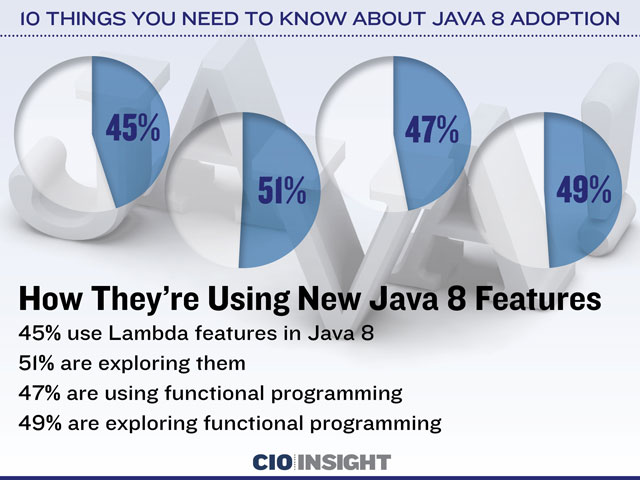 10 THINGS YOU NEED TO KNOW ABOUT JAVA 8 ADOPTION
JAVA!
45%
51%
47%
49%
How They're Using New Java 8 Features
45% use Lambda features in Java 8
51% are exploring them
47% are using functional programming
49% are exploring functional programming
CIO INSIGHT